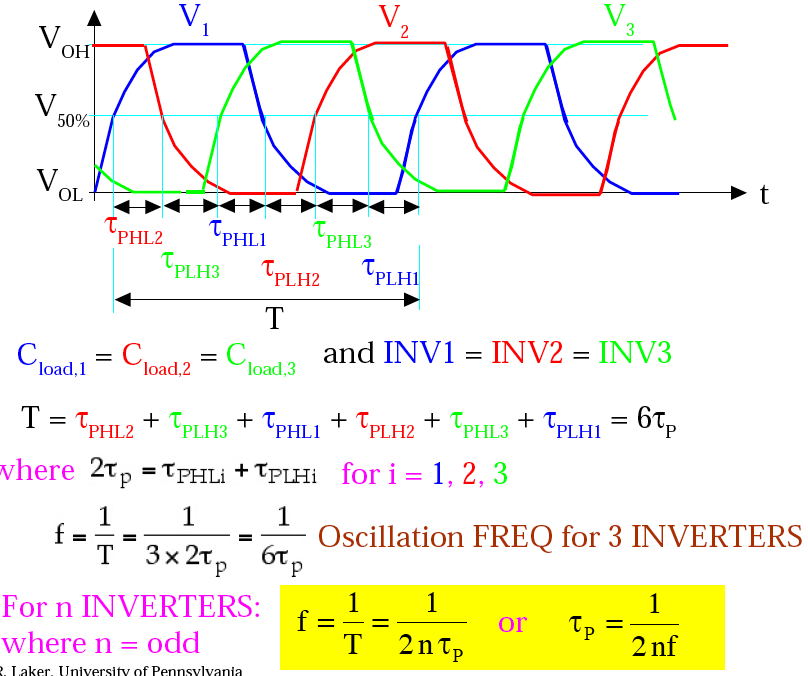 V1 V2 V3
VOH
V50%
VOL
t
τPHL2 τPHL1 τPHL3
τPLH3 τPLH2 τPLH1
T
Cload,1 = Cload,2 = Cload,3 and INV1 = INV2 = INV3
T = τPHL2 + τPLH3 + τPHL1 + τPLH2 + τPHL3 + τPLH1 = 6τP
where 2τp = τPHLi + τPLHi for i = 1, 2, 3
f = 1/T = 1/(3 × 2τp) = 1/(6τp) Oscillation FREQ for 3 INVERTERS
For n INVERTERS:
where n = odd
f = 1/T = 1/(2 n τP) or τP = 1/(2 nf)
R. Laker, University of Pennsylvania